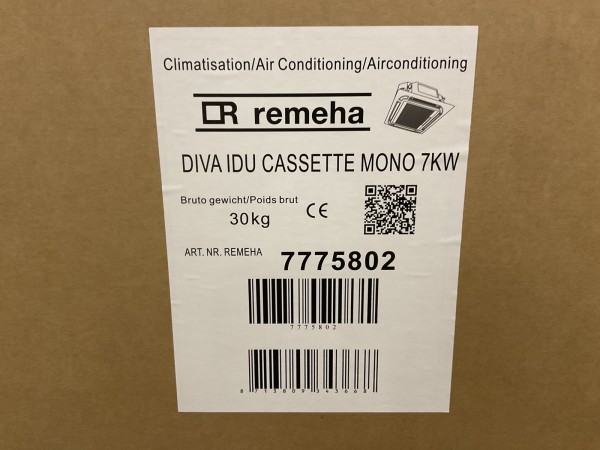 Climatisation/Air Conditioning/Airconditioning
remeha
DIVA IDU CASSETTE MONO 7KW
Bruto gewicht/Poids brut
30kg
CE
ART. NR. REMEHA 7775802
7775802
8713809343668